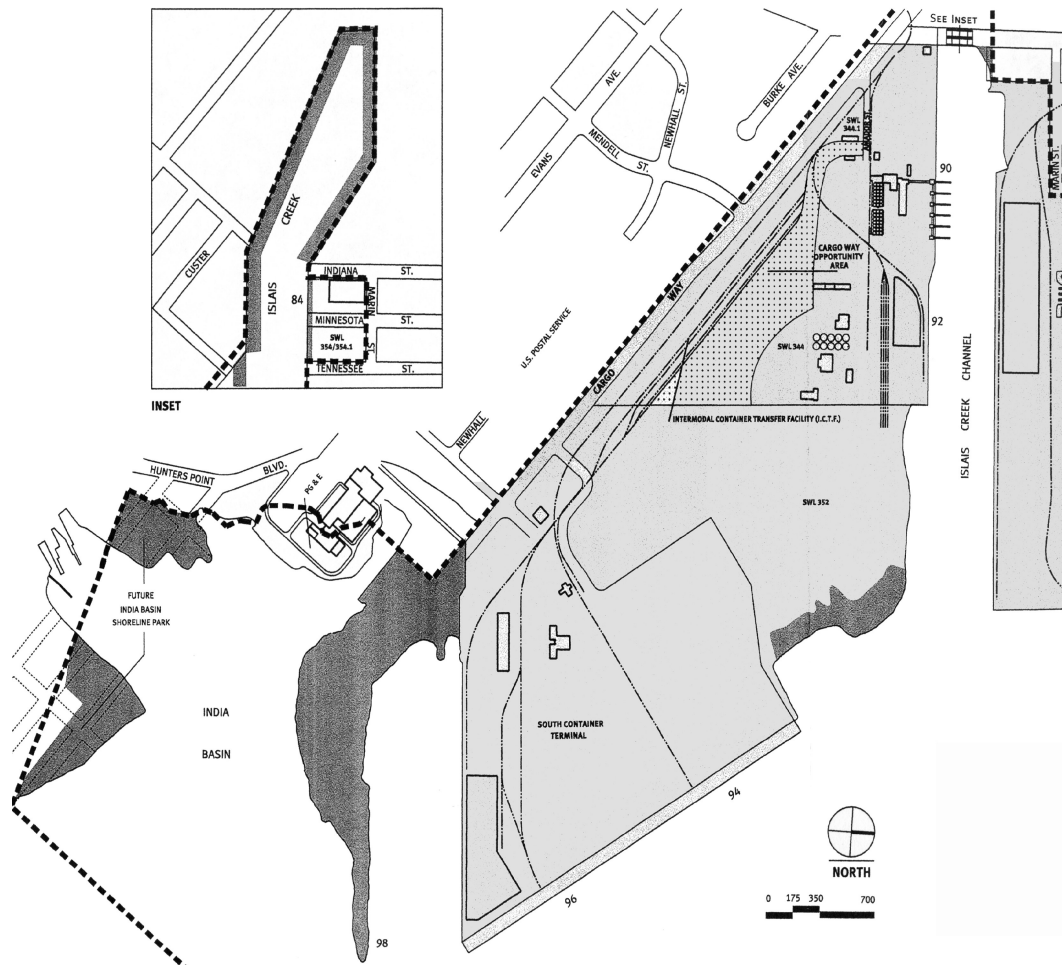 CUSTER
ISLAIS
CREEK
84
INDIANA
ST.
MARIN
ST.
MINNESOTA
ST.
SWL
354/354.1
TENNESSEE
ST.
INSET
EVANS
AVE.
MENDELL
ST.
NEWHALL
ST.
BURKE AVE.
SEE INSET
SWL
344.1
90
MARIN ST.
CARGO WAY
OPPORTUNITY
AREA
92
CARGO
WAY
U.S. POSTAL SERVICE
SWL 344
INTERMODAL CONTAINER TRANSFER FACILITY (I.C.T.F.)
ISLAIS CREEK CHANNEL
SWL 352
NEWHALL
HUNTERS POINT
BLVD.
PG & E
FUTURE
INDIA BASIN
SHORELINE PARK
INDIA
BASIN
SOUTH CONTAINER
TERMINAL
94
96
98
NORTH
0 175 350 700